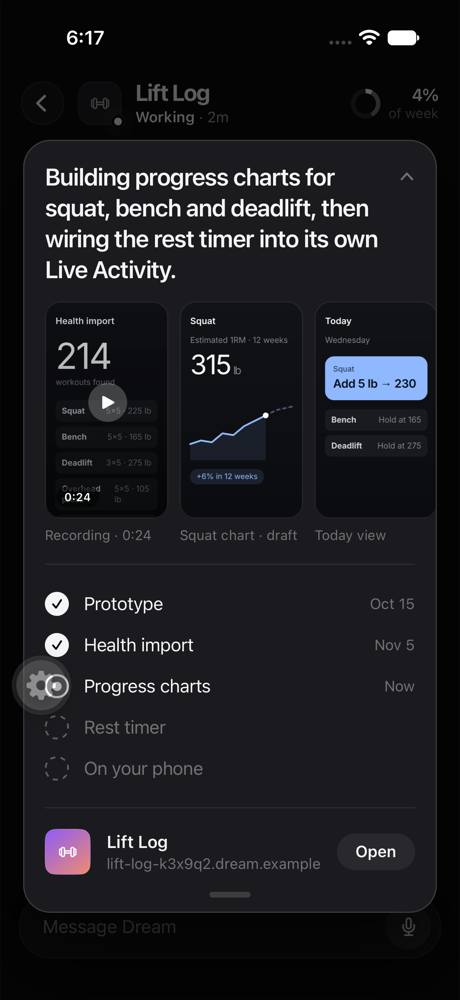 6:17
Lift Log
Working · 2m
4%
of week
Building progress charts for
squat, bench and deadlift, then
wiring the rest timer into its own
Live Activity.
Health import
214
workouts found
Squat 5×5 · 225 lb
Bench 5×5 · 165 lb
Deadlift 3×5 · 275 lb
Overhead 5×5 · 105
lb
0:24
Recording · 0:24
Squat
Estimated 1RM · 12 weeks
315 lb
+6% in 12 weeks
Squat chart · draft
Today
Wednesday
Squat
Add 5 lb → 230
Bench Hold at 165
Deadlift Hold at 275
Today view
Prototype Oct 15
Health import Nov 5
Progress charts Now
Rest timer
On your phone
Lift Log
lift-log-k3x9q2.dream.example
Open
Message Dream